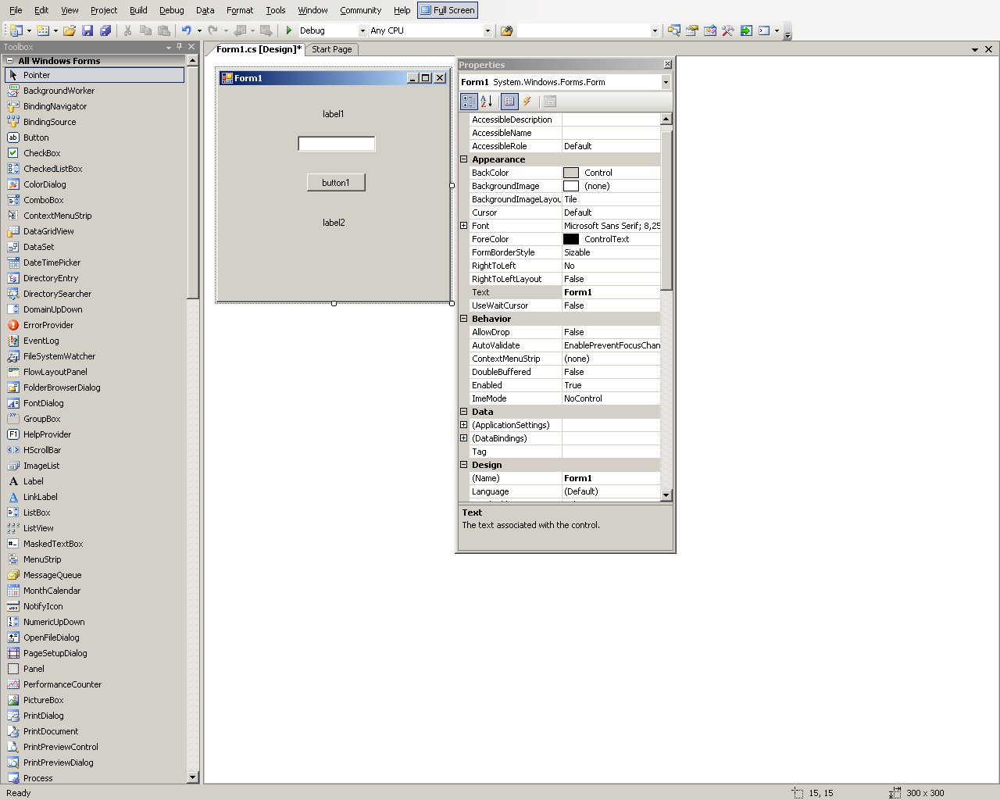 File Edit View Project Build Debug Data Format Tools Window Community Help Full Screen
Debug Any CPU
Toolbox
Form1.cs [Design]* Start Page
All Windows Forms
Pointer
BackgroundWorker
BindingNavigator
BindingSource
Button
CheckBox
CheckedListBox
ColorDialog
ComboBox
ContextMenuStrip
DataGridView
DataSet
DateTimePicker
DirectoryEntry
DirectorySearcher
DomainUpDown
ErrorProvider
EventLog
FileSystemWatcher
FlowLayoutPanel
FolderBrowserDialog
FontDialog
GroupBox
HelpProvider
HScrollBar
ImageList
Label
LinkLabel
ListBox
ListView
MaskedTextBox
MenuStrip
MessageQueue
MonthCalendar
NotifyIcon
NumericUpDown
OpenFileDialog
PageSetupDialog
Panel
PerformanceCounter
PictureBox
PrintDialog
PrintDocument
PrintPreviewControl
PrintPreviewDialog
Process
Form1
label1
button1
label2
Properties
Form1 System.Windows.Forms.Form
AccessibleDescription
AccessibleName
AccessibleRole Default
Appearance
BackColor Control
BackgroundImage (none)
BackgroundImageLayou Tile
Cursor Default
Font Microsoft Sans Serif; 8,25
ForeColor ControlText
FormBorderStyle Sizable
RightToLeft No
RightToLeftLayout False
Text Form1
UseWaitCursor False
Behavior
AllowDrop False
AutoValidate EnablePreventFocusChan
ContextMenuStrip (none)
DoubleBuffered False
Enabled True
ImeMode NoControl
Data
(ApplicationSettings)
(DataBindings)
Tag
Design
(Name) Form1
Language (Default)
Text
The text associated with the control.
Ready 15, 15 300 x 300